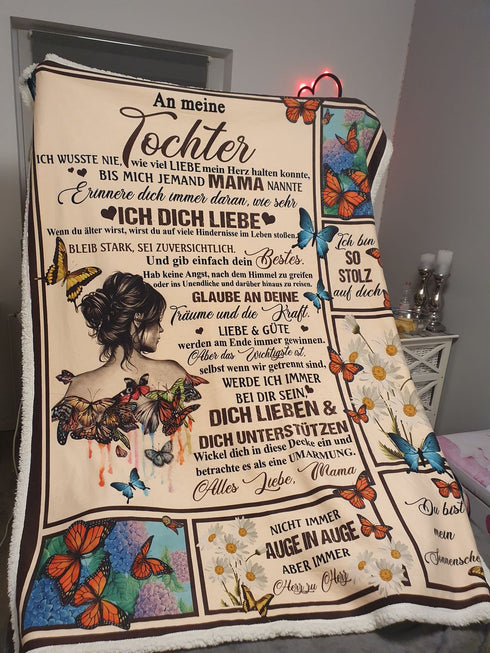 An meine
Tochter
ICH WUSSTE NIE, wie viel LIEBE mein Herz halten konnte,
BIS MICH JEMAND MAMA NANNTE
Erinnere dich immer daran, wie sehr
ICH DICH LIEBE
Wenn du älter wirst, wirst du auf viele Hindernisse im Leben stoßen.
BLEIB STARK, SEI ZUVERSICHTLICH.
Und gib einfach dein Bestes.
Hab keine Angst, nach dem Himmel zu greifen
oder ins Unendliche und darüber hinaus zu reisen.
GLAUBE AN DEINE
Träume und die Kraft.
LIEBE & GÜTE
werden am Ende immer gewinnen.
Aber das Wichtigste ist,
selbst wenn wir getrennt sind,
WERDE ICH IMMER
BEI DIR SEIN,
DICH LIEBEN &
DICH UNTERSTÜTZEN
Wickel dich in diese Decke ein und
betrachte es als eine UMARMUNG.
Alles Liebe, Mama
Ich bin
SO
STOLZ
auf dich
NICHT IMMER
AUGE IN AUGE
ABER IMMER
Herz zu Herz
Du bist
mein